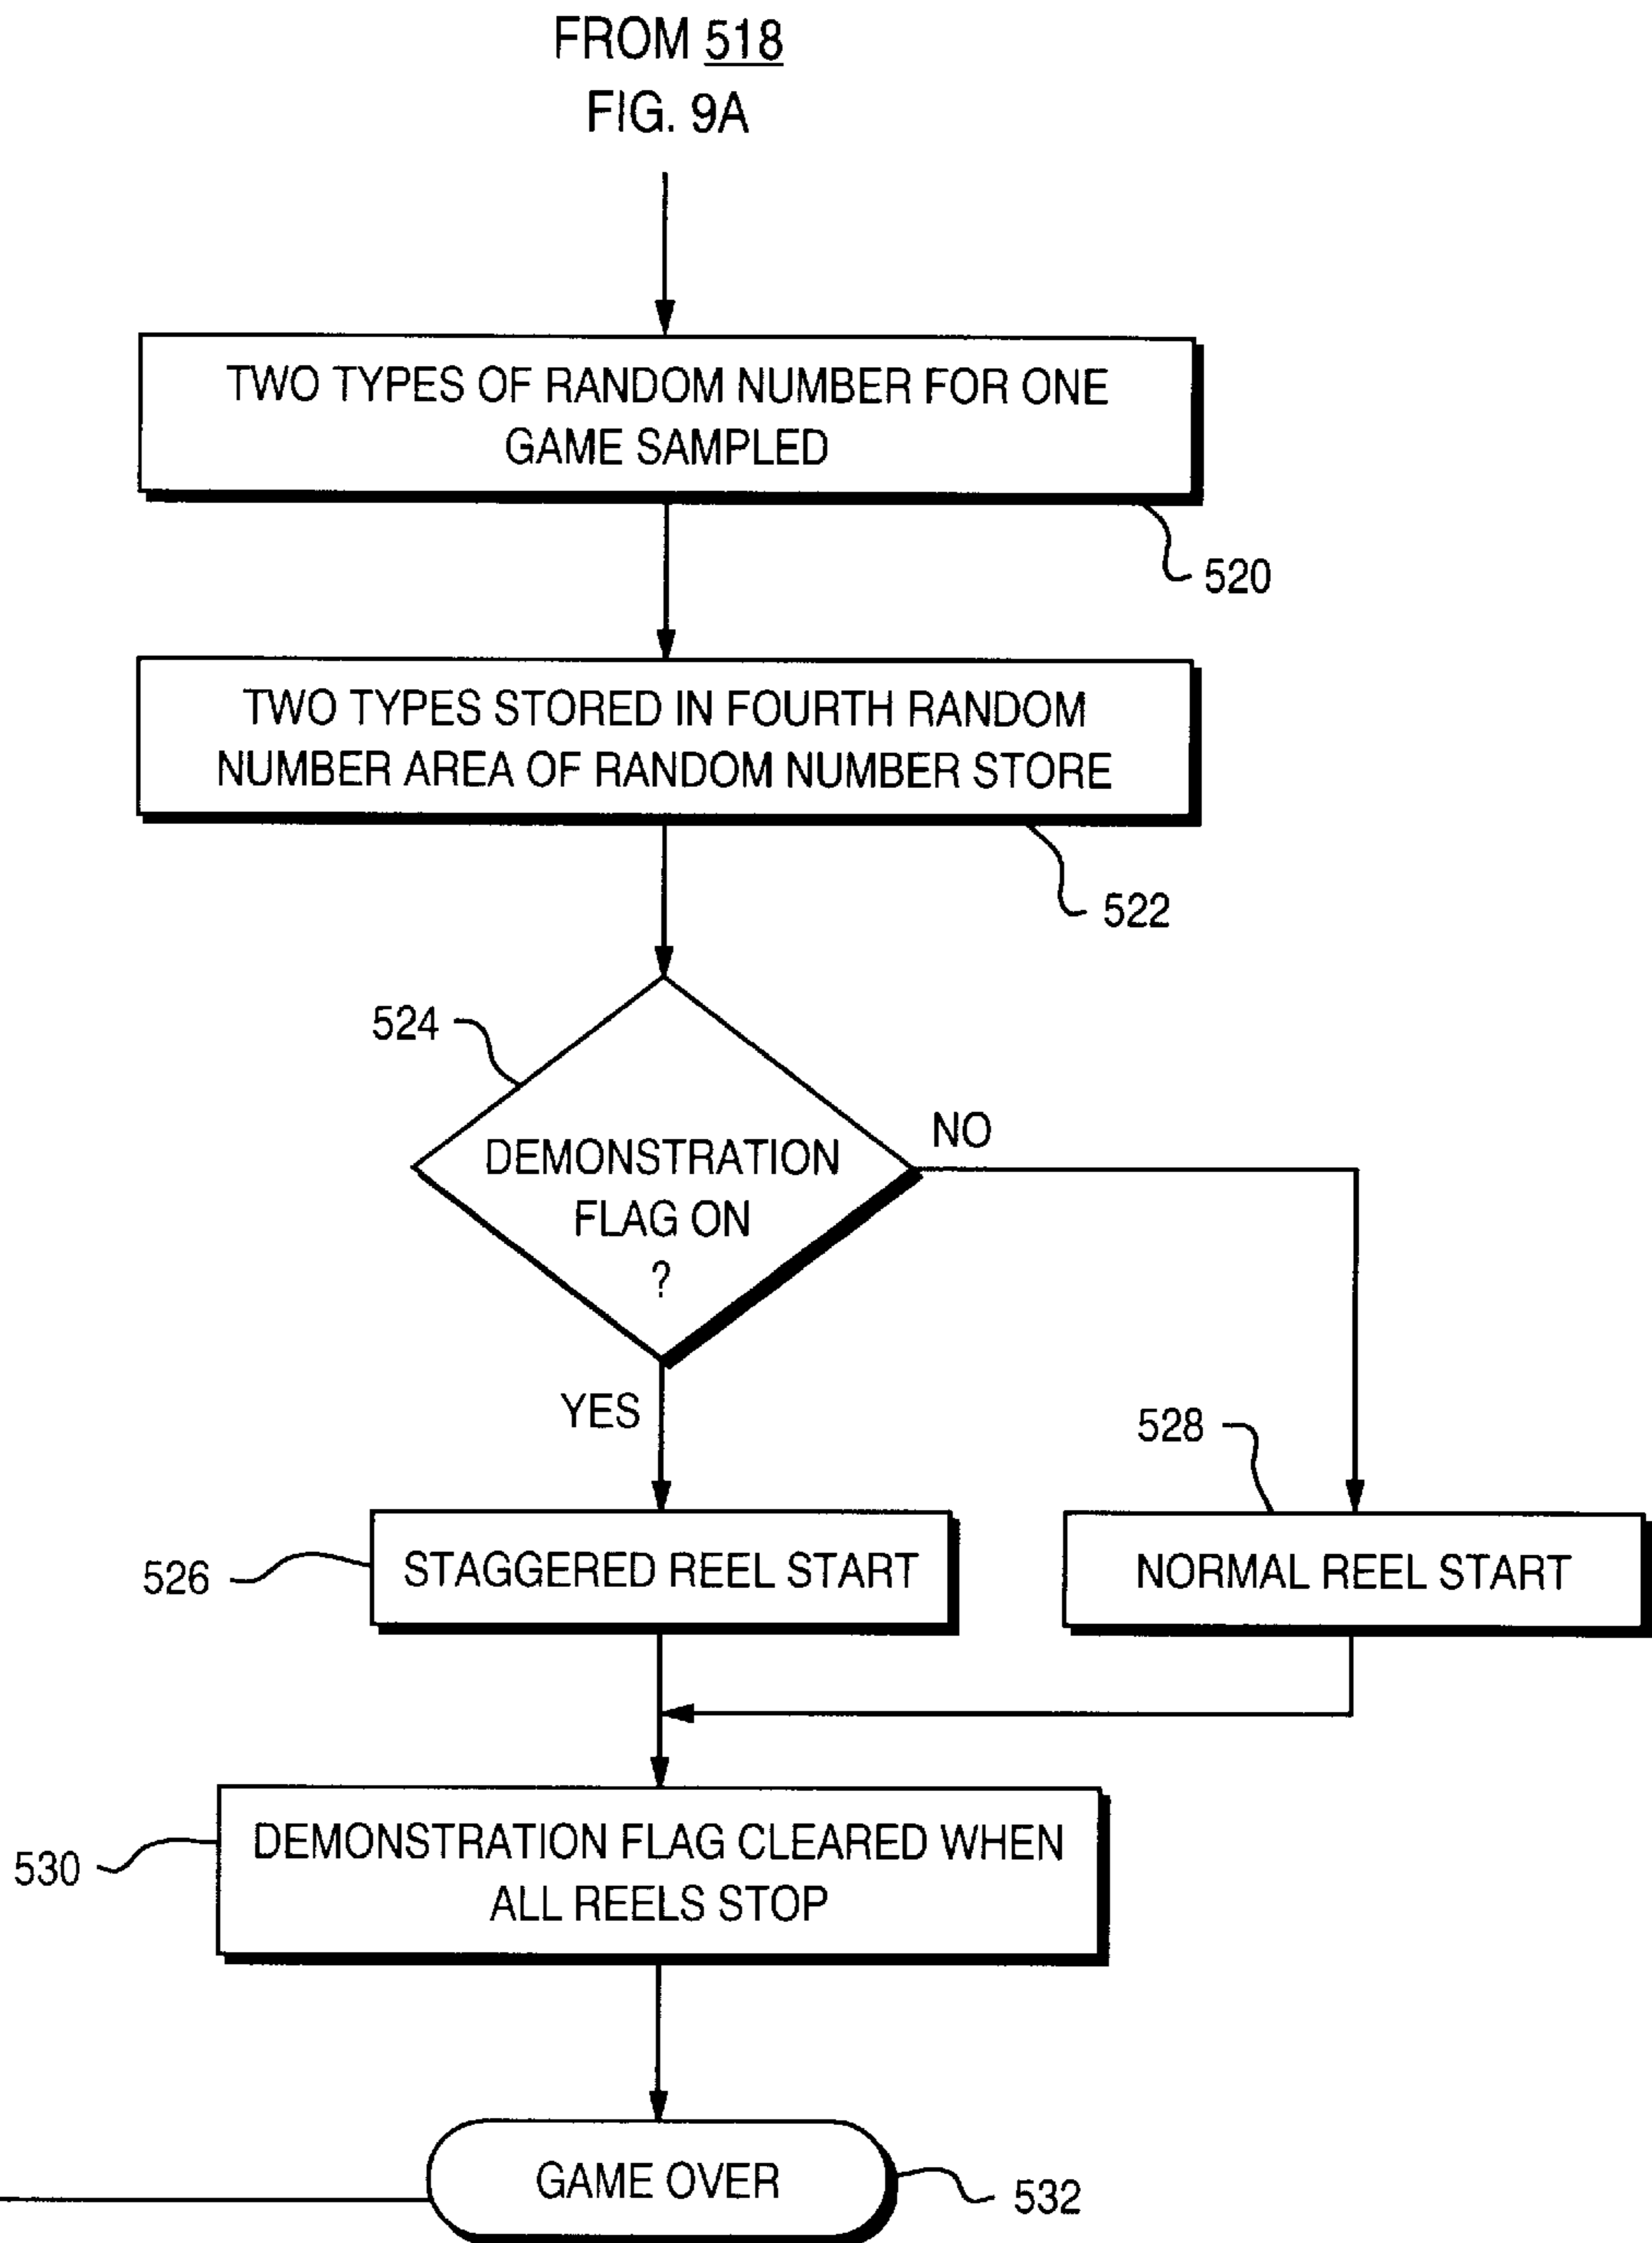 FROM 518
FIG. 9A
TWO TYPES OF RANDOM NUMBER FOR ONE
GAME SAMPLED
520
TWO TYPES STORED IN FOURTH RANDOM
NUMBER AREA OF RANDOM NUMBER STORE
522
524
DEMONSTRATION
FLAG ON
?
NO
YES
528
526
STAGGERED REEL START
NORMAL REEL START
530
DEMONSTRATION FLAG CLEARED WHEN
ALL REELS STOP
GAME OVER
532